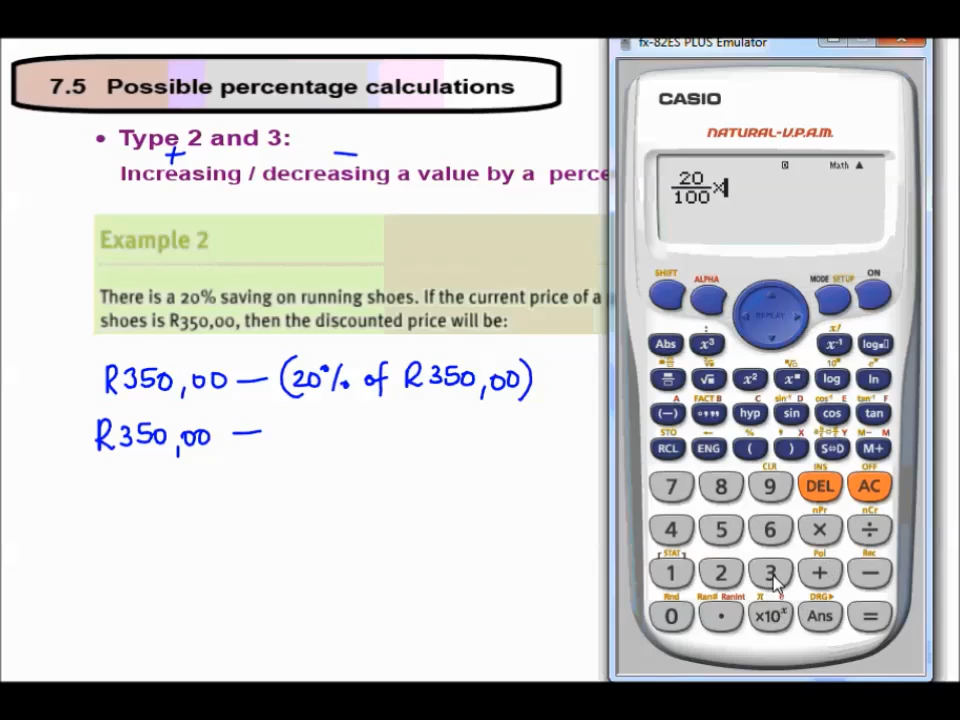 fx-82ES PLUS Emulator
7.5 Possible percentage calculations
• Type 2 and 3:
+ −
Increasing / decreasing a value by a perce
Example 2
There is a 20% saving on running shoes. If the current price of a
shoes is R350,00, then the discounted price will be:
R350,00 — (20% of R350,00)
R350,00 —
CASIO
NATURAL-V.P.A.M.
D Math ▲
20/100×
SHIFT ALPHA MODE SETUP ON
REPLAY
Abs x³ x⁻¹ log
√ x² log ln
(−) hyp sin cos tan
RCL ENG ( ) S⇔D M+
7 8 9 DEL AC
4 5 6 × ÷
1 2 3 + −
0 • ×10ˣ Ans =